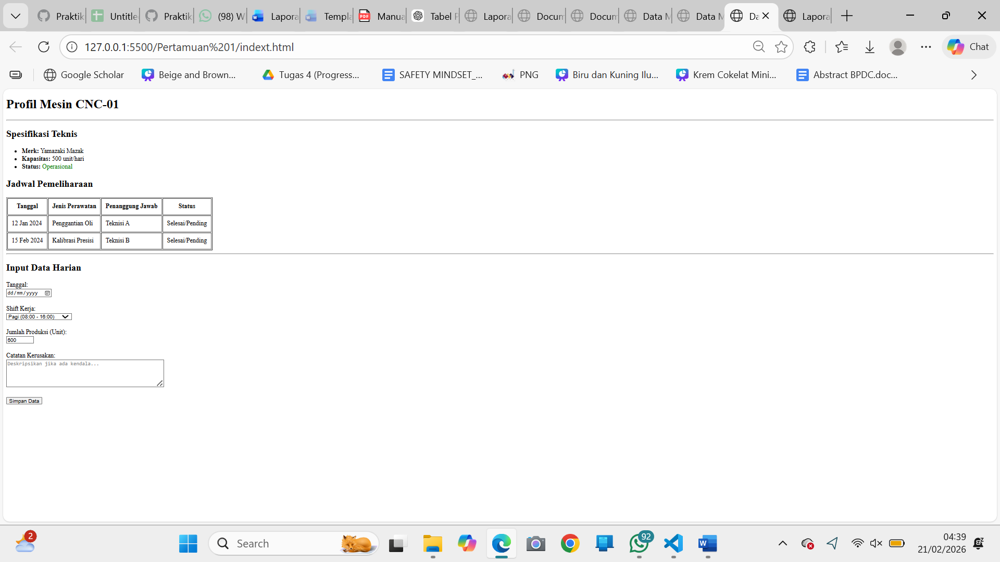 Praktik
Untitle
Praktik
(98) W
Lapora
Templa
Manua
Tabel P
Lapora
Docum
Docum
Data M
Data M
Da
Lapora
127.0.0.1:5500/Pertamuan%201/indext.html
Chat
Google Scholar
Beige and Brown...
Tugas 4 (Progress...
SAFETY MINDSET_...
PNG
Biru dan Kuning Ilu...
Krem Cokelat Mini...
Abstract BPDC.doc...
Profil Mesin CNC-01
Spesifikasi Teknis
Merk: Yamazaki Mazak
Kapasitas: 500 unit/hari
Status: Operasional
Jadwal Pemeliharaan
Tanggal Jenis Perawatan Penanggung Jawab Status
12 Jan 2024 Penggantian Oli Teknisi A Selesai/Pending
15 Feb 2024 Kalibrasi Presisi Teknisi B Selesai/Pending
Input Data Harian
Tanggal:
dd/mm/yyyy
Shift Kerja:
Pagi (08:00 - 16:00)
Jumlah Produksi (Unit):
600
Catatan Kerusakan:
Deskripsikan jika ada kendala...
Simpan Data
2
Search
92
04:39
21/02/2026